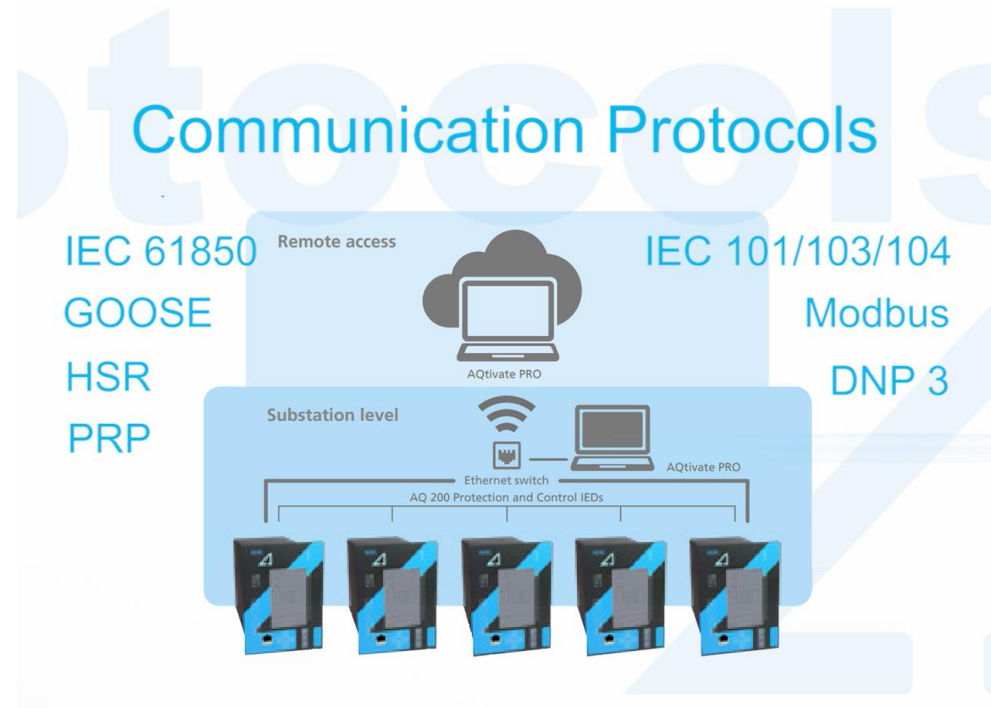 otocols
Communication Protocols
IEC 61850
GOOSE
HSR
PRP
Remote access
AQtivate PRO
Substation level
AQtivate PRO
Ethernet switch
AQ 200 Protection and Control IEDs
IEC 101/103/104
Modbus
DNP 3